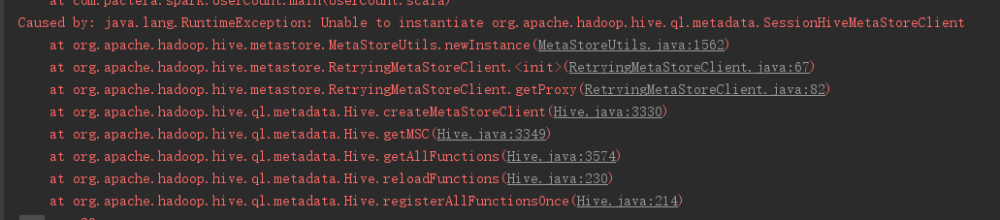 at com.pactera.spark.UserCount.main(UserCount.scala)
Caused by: java.lang.RuntimeException: Unable to instantiate org.apache.hadoop.hive.ql.metadata.SessionHiveMetaStoreClient
at org.apache.hadoop.hive.metastore.MetaStoreUtils.newInstance(MetaStoreUtils.java:1562)
at org.apache.hadoop.hive.metastore.RetryingMetaStoreClient.<init>(RetryingMetaStoreClient.java:67)
at org.apache.hadoop.hive.metastore.RetryingMetaStoreClient.getProxy(RetryingMetaStoreClient.java:82)
at org.apache.hadoop.hive.ql.metadata.Hive.createMetaStoreClient(Hive.java:3330)
at org.apache.hadoop.hive.ql.metadata.Hive.getMSC(Hive.java:3349)
at org.apache.hadoop.hive.ql.metadata.Hive.getAllFunctions(Hive.java:3574)
at org.apache.hadoop.hive.ql.metadata.Hive.reloadFunctions(Hive.java:230)
at org.apache.hadoop.hive.ql.metadata.Hive.registerAllFunctionsOnce(Hive.java:214)